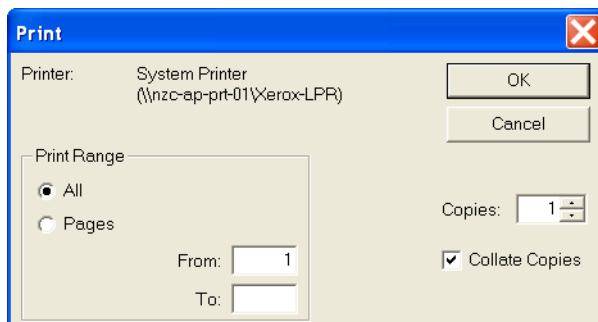 Print
Printer: System Printer
(\\nzc-ap-prt-01\Xerox-LPR)
OK
Cancel
Print Range
All
Pages
From: 1
To:
Copies: 1
Collate Copies